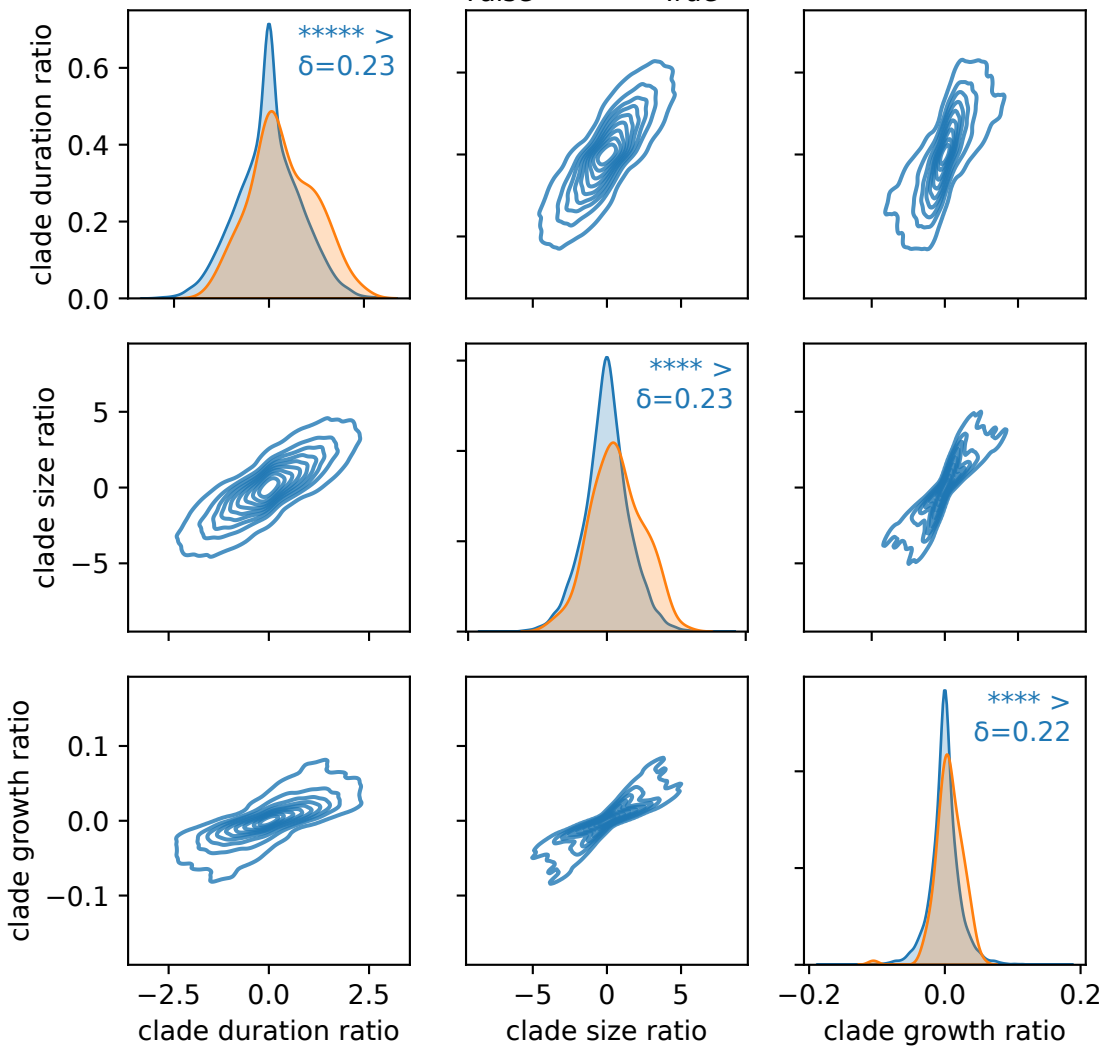 clade duration ratio
0.6
0.4
0.2
0.0
***** >
δ=0.23
clade size ratio
5
0
−5
**** >
δ=0.23
clade growth ratio
0.1
0.0
−0.1
**** >
δ=0.22
−2.5 0.0 2.5
−5 0 5
−0.2 0.0 0.2
clade duration ratio
clade size ratio
clade growth ratio